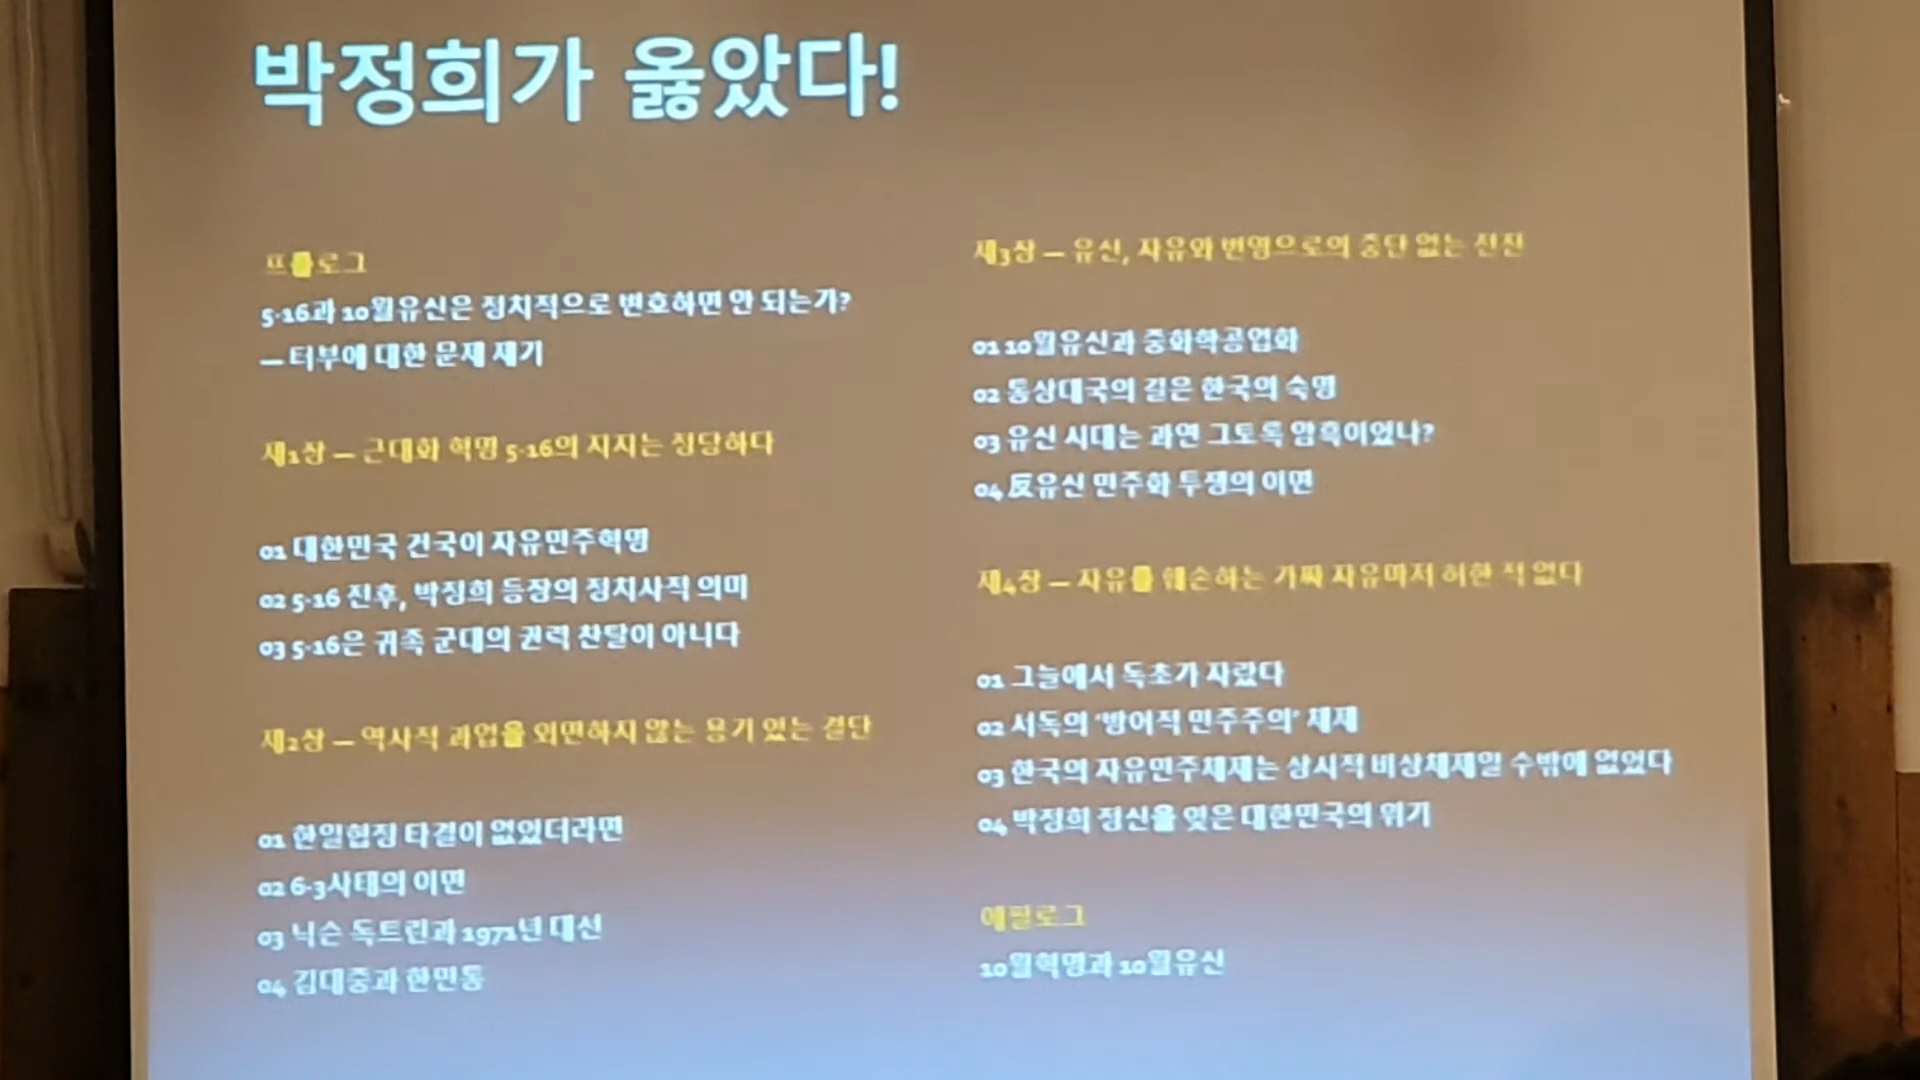 박정희가 옳았다!
프롤로그
5·16과 10월유신은 정치적으로 변호하면 안 되는가?
— 터부에 대한 문제 제기
제1장 — 근대화 혁명 5·16의 지지는 정당하다
01 대한민국 건국이 자유민주혁명
02 5·16 전후, 박정희 등장의 정치사적 의미
03 5·16은 귀족 군대의 권력 찬탈이 아니다
제2장 — 역사적 과업을 외면하지 않는 용기 있는 결단
01 한일협정 타결이 없었더라면
02 6·3사태의 이면
03 닉슨 독트린과 1971년 대선
04 김대중과 한민통
제3장 — 유신, 자유와 번영으로의 중단 없는 전진
01 10월유신과 중화학공업화
02 통상대국의 길은 한국의 숙명
03 유신 시대는 과연 그토록 암흑이었나?
04 反유신 민주화 투쟁의 이면
제4장 — 자유를 훼손하는 가짜 자유마저 허한 적 없다
01 그늘에서 독초가 자랐다
02 서독의 ‘방어적 민주주의’ 체제
03 한국의 자유민주체제는 상시적 비상체제일 수밖에 없었다
04 박정희 정신을 잊은 대한민국의 위기
에필로그
10월혁명과 10월유신